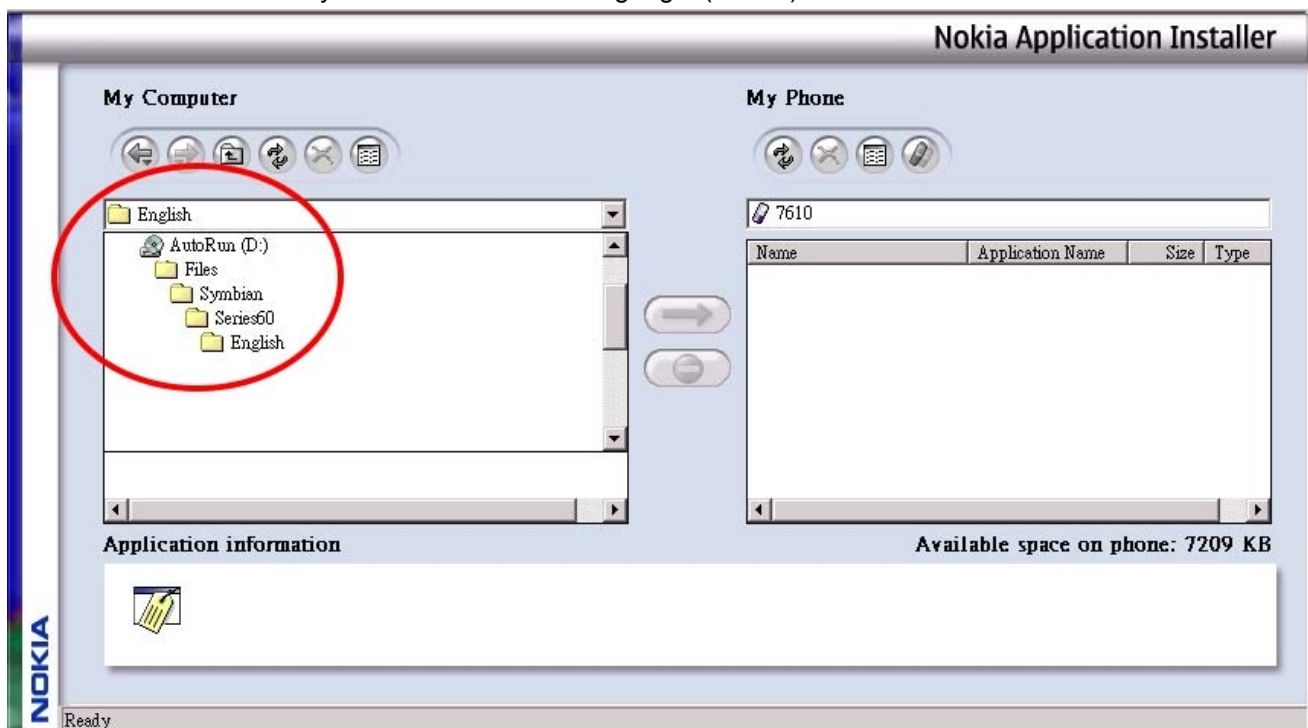 Nokia Application Installer
My Computer
English
AutoRun (D:)
Files
Symbian
Series60
English
My Phone
7610
Name Application Name Size Type
Application information
Available space on phone: 7209 KB
NOKIA
Ready